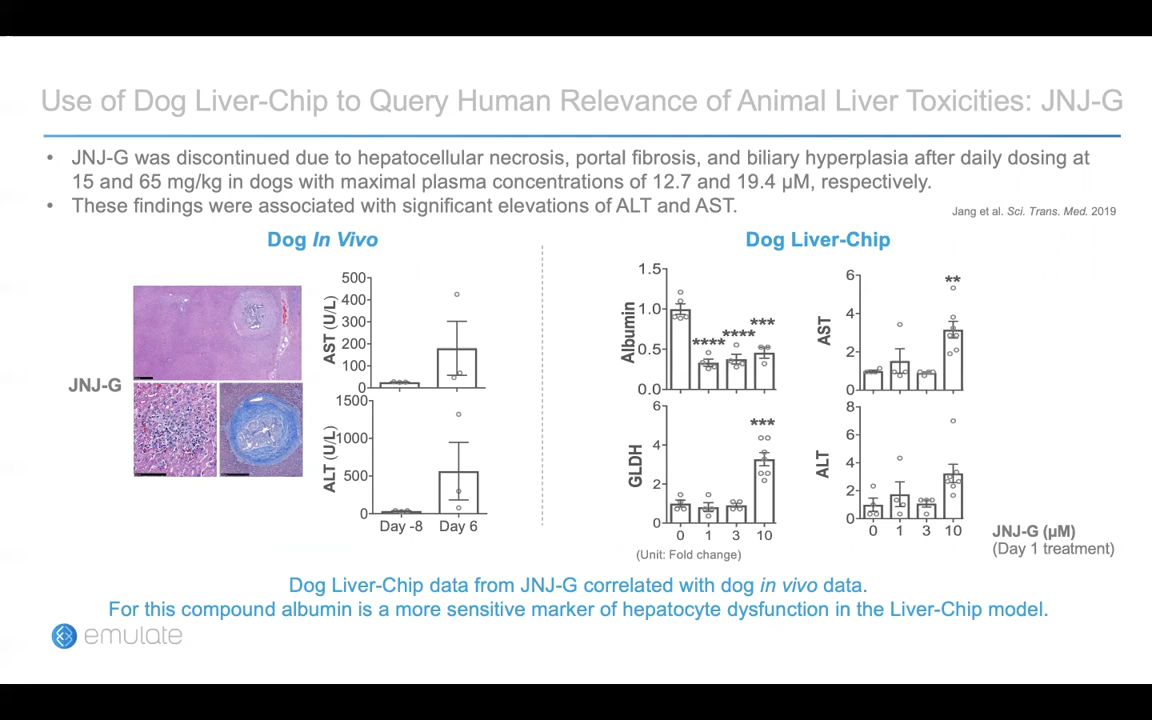 Use of Dog Liver-Chip to Query Human Relevance of Animal Liver Toxicities: JNJ-G
• JNJ-G was discontinued due to hepatocellular necrosis, portal fibrosis, and biliary hyperplasia after daily dosing at
15 and 65 mg/kg in dogs with maximal plasma concentrations of 12.7 and 19.4 µM, respectively.
• These findings were associated with significant elevations of ALT and AST.
Jang et al. Sci. Trans. Med. 2019
Dog In Vivo
JNJ-G
AST (U/L)
500
400
300
200
100
0
ALT (U/L)
1500
1000
500
0
Day -8 Day 6
Dog Liver-Chip
Albumin
1.5
1.0
0.5
0.0
**** **** ***
AST
6
4
2
0
**
GLDH
6
4
2
0
***
0 1 3 10
(Unit: Fold change)
ALT
8
6
4
2
0
0 1 3 10
JNJ-G (µM)
(Day 1 treatment)
Dog Liver-Chip data from JNJ-G correlated with dog in vivo data.
For this compound albumin is a more sensitive marker of hepatocyte dysfunction in the Liver-Chip model.
emulate